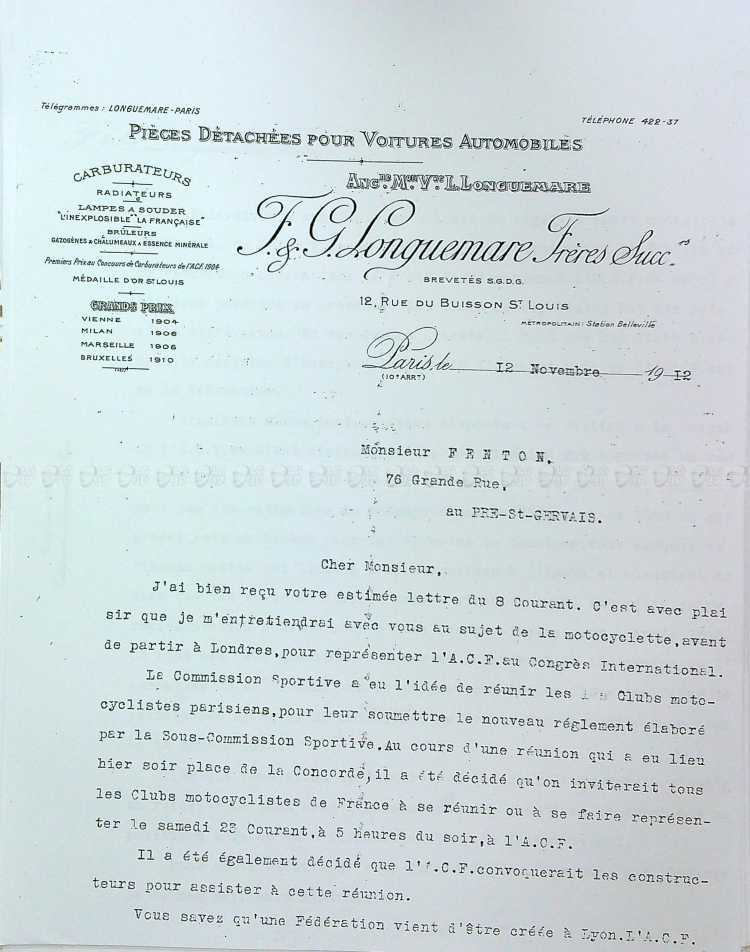 Télégrammes : LONGUEMARE-PARIS
TÉLÉPHONE 422-37
PIÈCES DÉTACHÉES POUR VOITURES AUTOMOBILES
CARBURATEURS
RADIATEURS
LAMPES A SOUDER
"L'INEXPLOSIBLE" "LA FRANÇAISE"
BRÛLEURS
GAZOGÈNES & CHALUMEAUX A ESSENCE MINÉRALE
Premiers Prix au Concours de Carburateurs de l'A.C.F. 1904
MÉDAILLE D'OR ST LOUIS
GRANDS PRIX
VIENNE 1904
MILAN 1906
MARSEILLE 1906
BRUXELLES 1910
ANCNE MON VVE L. LONGUEMARE
F. & G. Longuemare Frères Succrs
BREVETÉS S.G.D.G.
12, RUE DU BUISSON ST LOUIS
MÉTROPOLITAIN : Station Belleville
Paris, le 12 Novembre 1912
(10e ARRT)
Monsieur F E N T O N,
76 Grande Rue,
au PRE-St-GERVAIS.
Cher Monsieur,
J'ai bien reçu votre estimée lettre du 8 Courant. C'est avec plai
sir que je m'entretiendrai avec vous au sujet de la motocyclette,avant
de partir à Londres,pour représenter l'A.C.F.au Congrès International.
La Commission Sportive a eu l'idée de réunir les Clubs moto-
cyclistes parisiens,pour leur soumettre le nouveau réglement élaboré
par la Sous-Commission Sportive.Au cours d'une réunion qui a eu lieu
hier soir place de la Concorde,il a été décidé qu'on inviterait tous
les Clubs motocyclistes de France à se réunir ou à se faire représen-
ter le samedi 23 Courant,à 5 heures du soir,à l'A.C.F.
Il a été également décidé que l'A.C.F.convoquerait les construc-
teurs pour assister à cette réunion.
Vous savez qu'une Fédération vient d'être créée à Lyon.L'A.C.F.